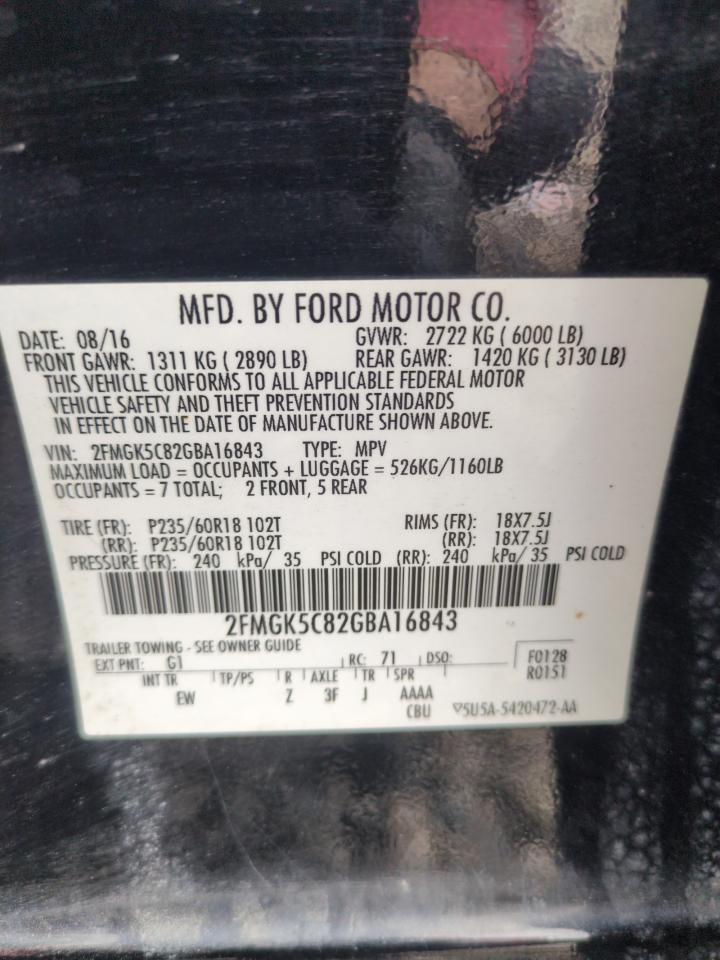 MFD. BY FORD MOTOR CO.
DATE: 08/16 GVWR: 2722 KG ( 6000 LB)
FRONT GAWR: 1311 KG ( 2890 LB) REAR GAWR: 1420 KG ( 3130 LB)
THIS VEHICLE CONFORMS TO ALL APPLICABLE FEDERAL MOTOR
VEHICLE SAFETY AND THEFT PREVENTION STANDARDS
IN EFFECT ON THE DATE OF MANUFACTURE SHOWN ABOVE.
VIN: 2FMGK5C82GBA16843 TYPE: MPV
MAXIMUM LOAD = OCCUPANTS + LUGGAGE = 526KG/1160LB
OCCUPANTS = 7 TOTAL; 2 FRONT, 5 REAR
TIRE (FR): P235/60R18 102T RIMS (FR): 18X7.5J
(RR): P235/60R18 102T (RR): 18X7.5J
PRESSURE (FR): 240 kPa/ 35 PSI COLD (RR): 240 kPa/ 35 PSI COLD
2FMGK5C82GBA16843
TRAILER TOWING - SEE OWNER GUIDE
EXT PNT: G1 RC: 71 DSO: F0128
R0151
INT TR TP/PS R AXLE TR SPR
EW Z 3F J AAAA
CBU 5U5A-5420472-AA